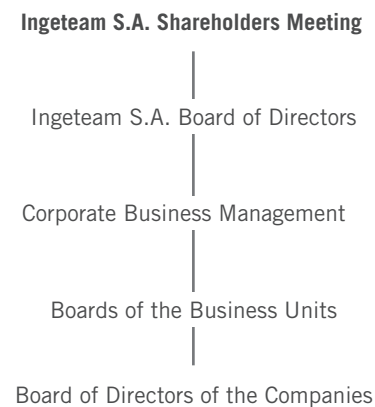 Ingeteam S.A. Shareholders Meeting
Ingeteam S.A. Board of Directors
Corporate Business Management
Boards of the Business Units
Board of Directors of the Companies